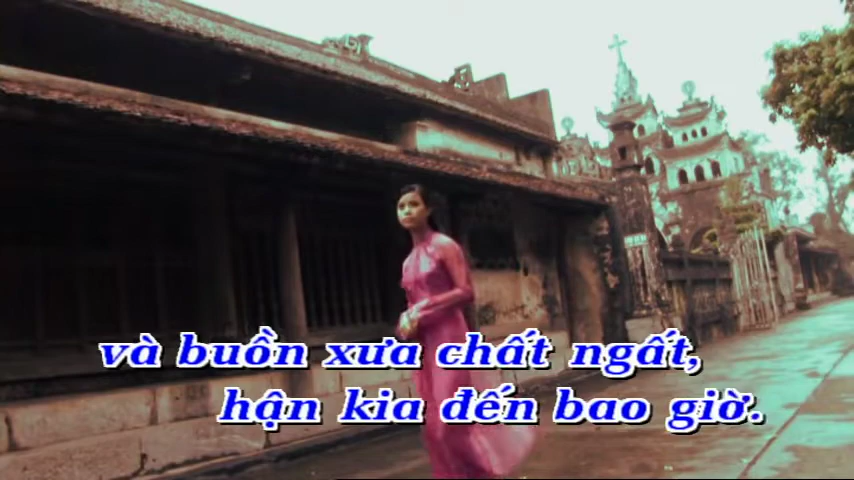 và buồn xưa chất ngất,
hận kia đến bao giờ.